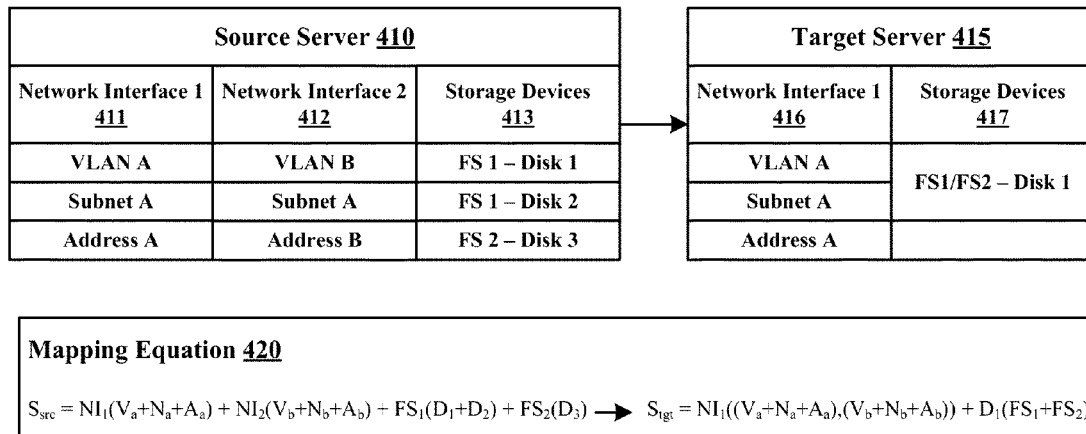 Source Server 410
Target Server 415
Network Interface 1 Network Interface 2 Storage Devices Network Interface 1 Storage Devices
411 412 413 416 417
VLAN A VLAN B FS 1 – Disk 1 VLAN A
FS1/FS2 – Disk 1
Subnet A Subnet A FS 1 – Disk 2 Subnet A
Address A Address B FS 2 – Disk 3 Address A
Mapping Equation 420
Ssrc = NI1(Va+Na+Aa) + NI2(Vb+Nb+Ab) + FS1(D1+D2) + FS2(D3) → Stgt = NI1((Va+Na+Aa),(Vb+Nb+Ab)) + D1(FS1+FS2)